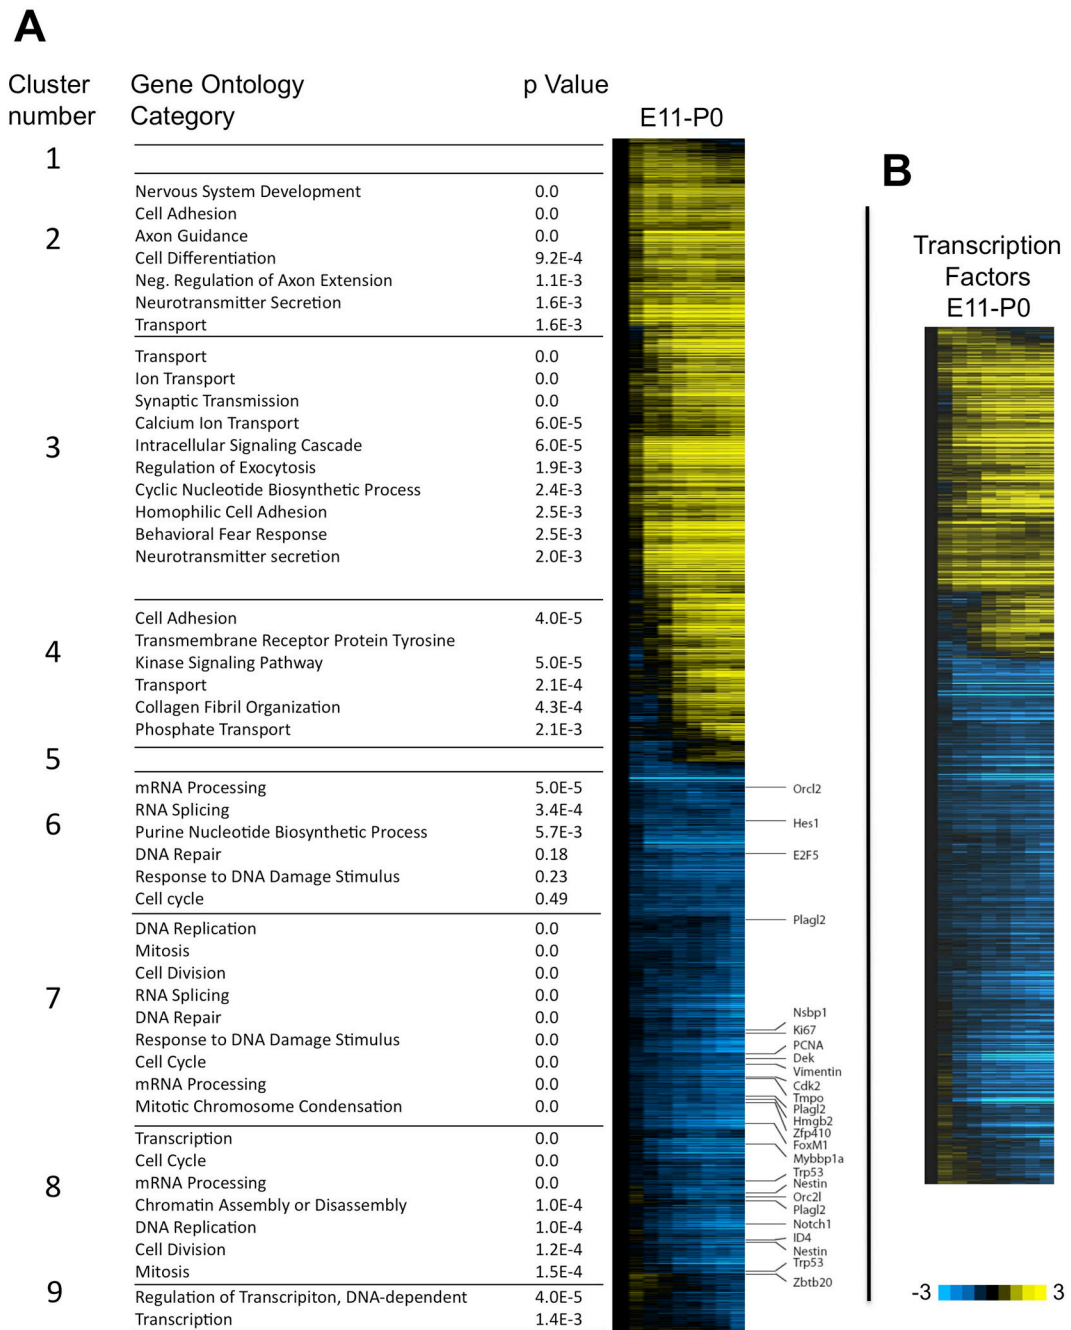 A
Cluster number
Gene Ontology Category
p Value
E11-P0
1
2
Nervous System Development 0.0
Cell Adhesion 0.0
Axon Guidance 0.0
Cell Differentiation 9.2E-4
Neg. Regulation of Axon Extension 1.1E-3
Neurotransmitter Secretion 1.6E-3
Transport 1.6E-3
3
Transport 0.0
Ion Transport 0.0
Synaptic Transmission 0.0
Calcium Ion Transport 6.0E-5
Intracellular Signaling Cascade 6.0E-5
Regulation of Exocytosis 1.9E-3
Cyclic Nucleotide Biosynthetic Process 2.4E-3
Homophilic Cell Adhesion 2.5E-3
Behavioral Fear Response 2.5E-3
Neurotransmitter secretion 2.0E-3
4
Cell Adhesion 4.0E-5
Transmembrane Receptor Protein Tyrosine
Kinase Signaling Pathway 5.0E-5
Transport 2.1E-4
Collagen Fibril Organization 4.3E-4
Phosphate Transport 2.1E-3
5
6
mRNA Processing 5.0E-5
RNA Splicing 3.4E-4
Purine Nucleotide Biosynthetic Process 5.7E-3
DNA Repair 0.18
Response to DNA Damage Stimulus 0.23
Cell cycle 0.49
7
DNA Replication 0.0
Mitosis 0.0
Cell Division 0.0
RNA Splicing 0.0
DNA Repair 0.0
Response to DNA Damage Stimulus 0.0
Cell Cycle 0.0
mRNA Processing 0.0
Mitotic Chromosome Condensation 0.0
8
Transcription 0.0
Cell Cycle 0.0
mRNA Processing 0.0
Chromatin Assembly or Disassembly 1.0E-4
DNA Replication 1.0E-4
Cell Division 1.2E-4
Mitosis 1.5E-4
9
Regulation of Transcripiton, DNA-dependent 4.0E-5
Transcription 1.4E-3
Orcl2
Hes1
E2F5
Plagl2
Nsbp1
Ki67
PCNA
Dek
Vimentin
Cdk2
Tmpo
Plagl2
Hmgb2
Zfp410
FoxM1
Mybbp1a
Trp53
Nestin
Orc2l
Plagl2
Notch1
ID4
Nestin
Trp53
Zbtb20
B
Transcription
Factors
E11-P0
-3 3